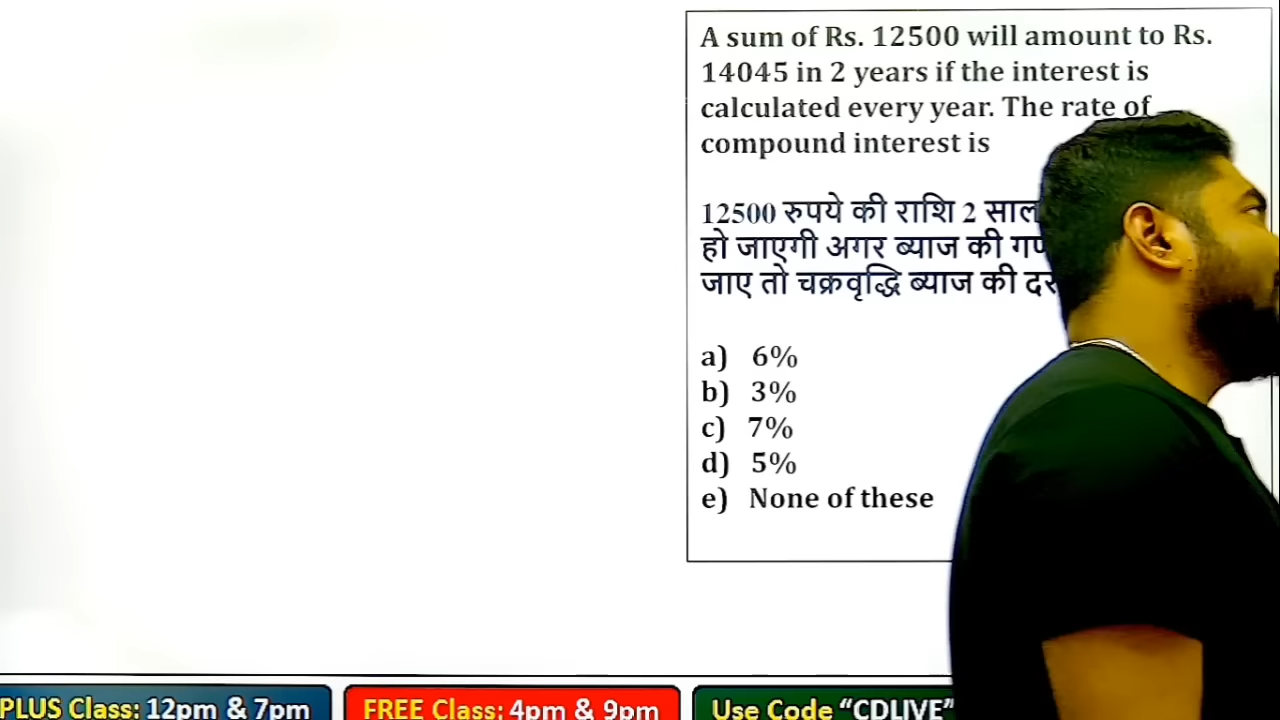 A sum of Rs. 12500 will amount to Rs.
14045 in 2 years if the interest is
calculated every year. The rate of
compound interest is
12500 रुपये की राशि 2 साल
हो जाएगी अगर ब्याज की
जाए तो चक्रवृद्धि ब्याज की दर
a) 6%
b) 3%
c) 7%
d) 5%
e) None of these
PLUS Class: 12pm & 7pm
FREE Class: 4pm & 9pm
Use Code "CDLIVE"